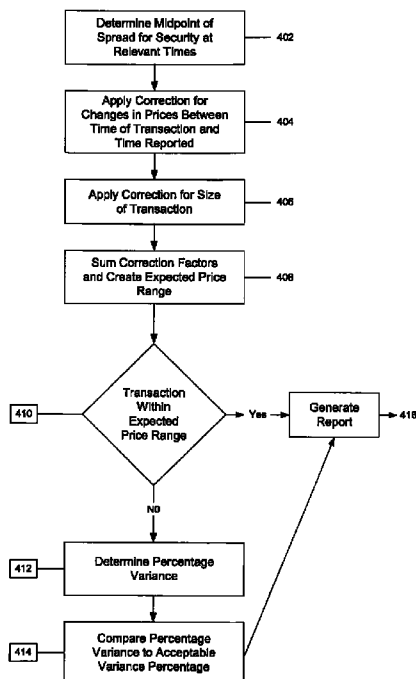 Determine Midpoint of
Spread for Security at
Relevant Times
402
Apply Correction for
Changes in Prices Between
Time of Transaction and
Time Reported
404
Apply Correction for Size
of Transaction
406
Sum Correction Factors
and Create Expected Price
Range
408
410
Transaction
Within
Expected
Price Range
Yes
Generate
Report
416
NO
412
Determine Percentage
Variance
414
Compare Percentage
Variance to Acceptable
Variance Percentage